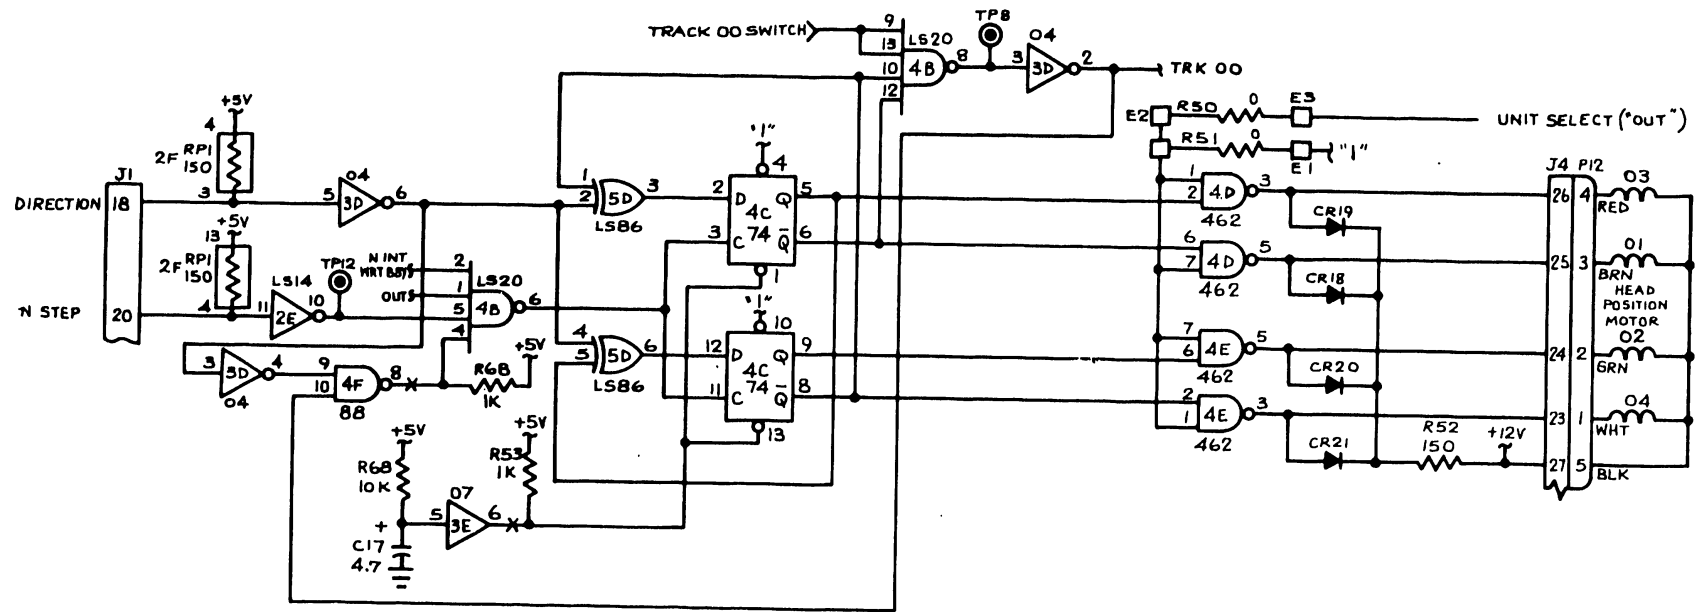 TRACK 00 SWITCH
9
13
10
12
LS20
4B
8
TP8
04
3
3D
2
TRK 00
+5V
4
2F RP1
150
J1
3
DIRECTION
18
5
04
3D
6
+5V
13
2F RP1
150
4
N STEP
20
11
LS14
2E
10
TP12
N INT
WRT BSY
OUT
2
1
5
4
LS20
4B
6
3
3D
4
04
9
10
4F
8
88
R68
1K
+5V
+5V
R68
10K
+
C17
4.7
5
07
3E
6
+5V
R53
1K
1
2
5D
3
LS86
4
5
5D
6
LS86
"1"
4
2
D
Q
5
4C
74
3
C
Q
6
1
"1"
10
12
D
Q
9
4C
74
11
C
Q
8
13
E2
R50
0
E3
UNIT SELECT ("OUT")
R51
0
E1
"1"
1
2
4D
3
462
CR19
6
7
4D
5
462
CR18
7
6
4E
5
462
CR20
2
1
4E
3
462
CR21
R52
150
+12V
J4
P12
26
4
03
RED
25
3
01
BRN
HEAD
POSITION
MOTOR
24
2
02
GRN
23
1
04
WHT
27
5
BLK